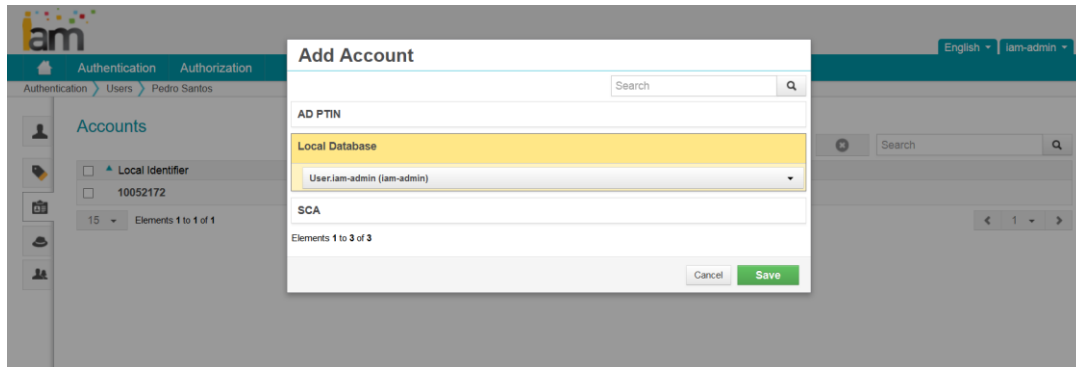 iam
English iam-admin
Authentication Authorization
Authentication Users Pedro Santos
Add Account
Search
AD PTIN
Local Database
User.iam-admin (iam-admin)
SCA
Elements 1 to 3 of 3
Cancel Save
Accounts
Search
Local Identifier
10052172
15 Elements 1 to 1 of 1
1